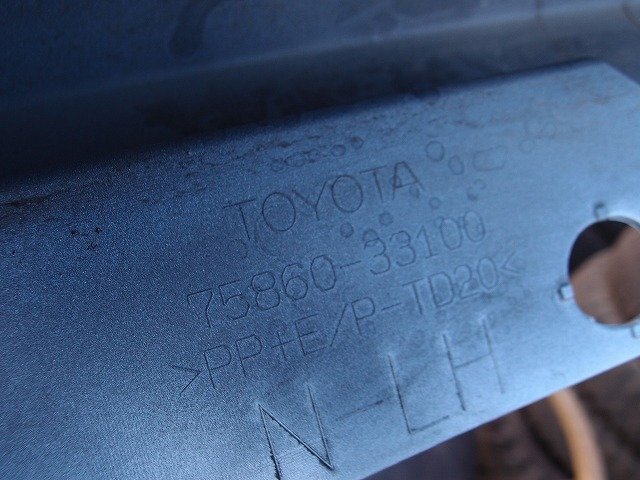 TOYOTA
75860-33100
>PP+E/P-TD20<
N-LH